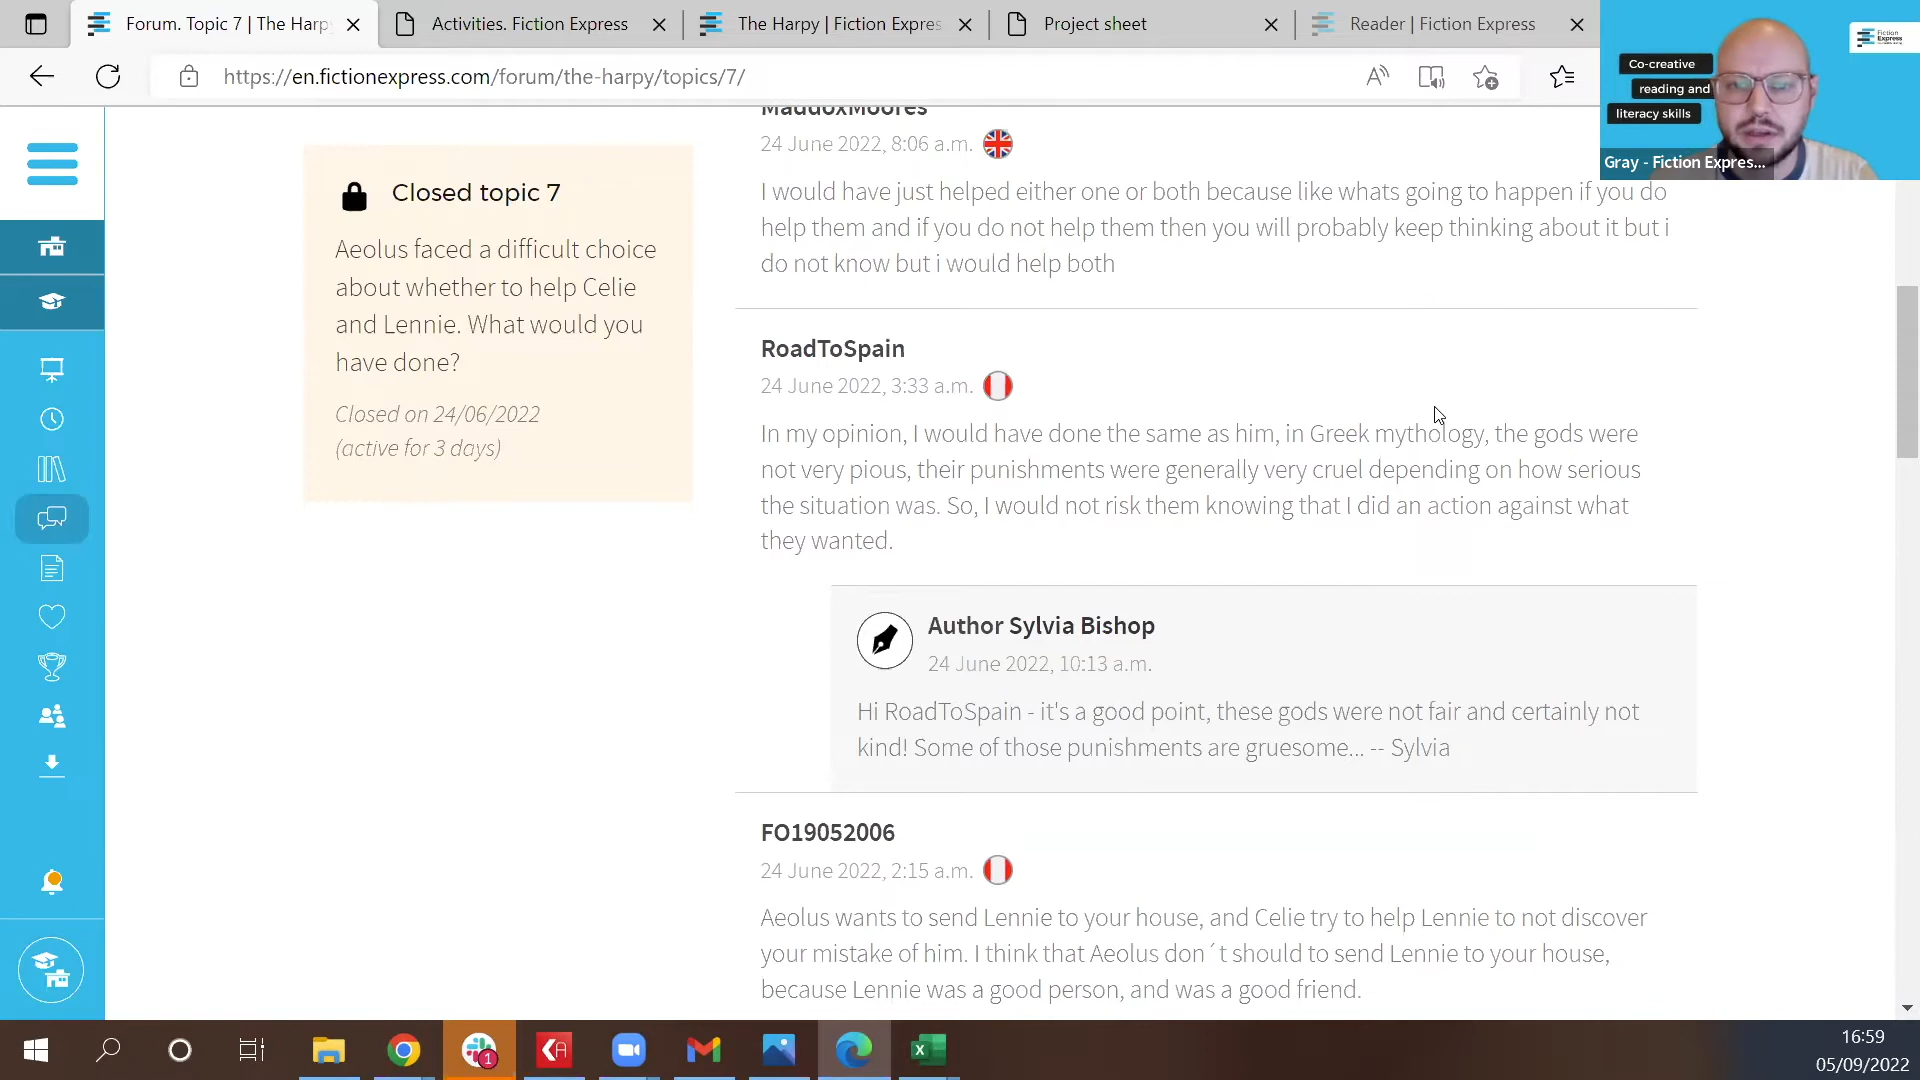 Forum. Topic 7 | The Harp
Activities. Fiction Express
The Harpy | Fiction Expres
Project sheet
Reader | Fiction Express
https://en.fictionexpress.com/forum/the-harpy/topics/7/
Co-creative
reading and
literacy skills
Fiction
Express
Gray - Fiction Expres...
Closed topic 7
Aeolus faced a difficult choice
about whether to help Celie
and Lennie. What would you
have done?
Closed on 24/06/2022
(active for 3 days)
MaddoxMoores
24 June 2022, 8:06 a.m.
I would have just helped either one or both because like whats going to happen if you do
help them and if you do not help them then you will probably keep thinking about it but i
do not know but i would help both
RoadToSpain
24 June 2022, 3:33 a.m.
In my opinion, I would have done the same as him, in Greek mythology, the gods were
not very pious, their punishments were generally very cruel depending on how serious
the situation was. So, I would not risk them knowing that I did an action against what
they wanted.
Author Sylvia Bishop
24 June 2022, 10:13 a.m.
Hi RoadToSpain - it's a good point, these gods were not fair and certainly not
kind! Some of those punishments are gruesome... -- Sylvia
FO19052006
24 June 2022, 2:15 a.m.
Aeolus wants to send Lennie to your house, and Celie try to help Lennie to not discover
your mistake of him. I think that Aeolus don´t should to send Lennie to your house,
because Lennie was a good person, and was a good friend.
1
16:59
05/09/2022